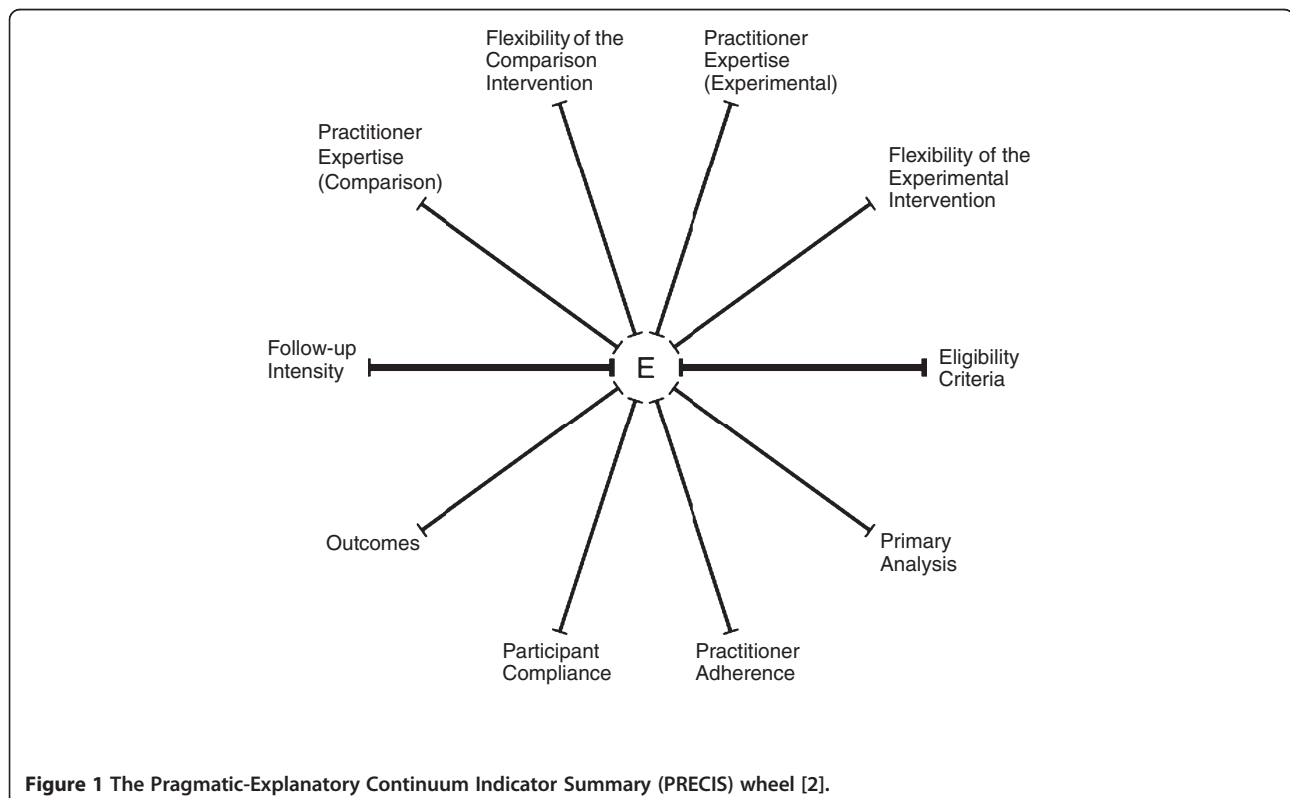 Flexibility of the
Comparison
Intervention
Practitioner
Expertise
(Experimental)
Practitioner
Expertise
(Comparison)
Flexibility of the
Experimental
Intervention
Follow-up
Intensity
E
Eligibility
Criteria
Outcomes
Primary
Analysis
Participant
Compliance
Practitioner
Adherence
Figure 1 The Pragmatic-Explanatory Continuum Indicator Summary (PRECIS) wheel [2].